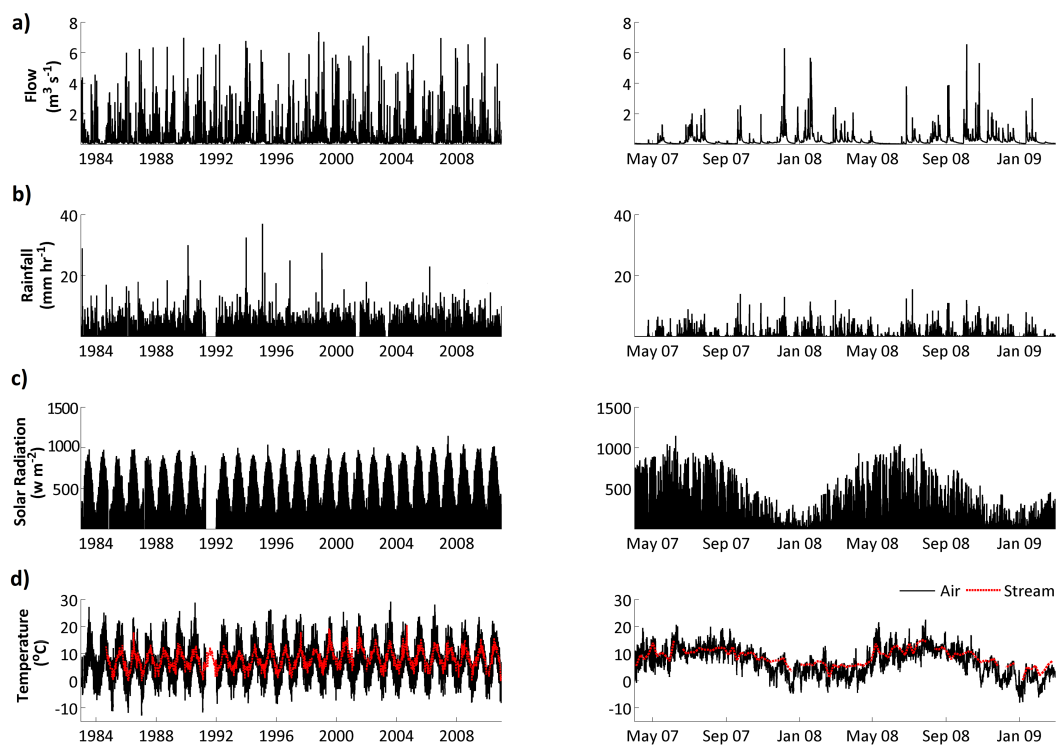 a)
Flow
(m³ s⁻¹)
8
6
4
2
1984 1988 1992 1996 2000 2004 2008
8
6
4
2
May 07 Sep 07 Jan 08 May 08 Sep 08 Jan 09
b)
Rainfall
(mm hr⁻¹)
40
20
1984 1988 1992 1996 2000 2004 2008
40
20
May 07 Sep 07 Jan 08 May 08 Sep 08 Jan 09
c)
Solar Radiation
(w m⁻²)
1500
1000
500
1984 1988 1992 1996 2000 2004 2008
1500
1000
500
May 07 Sep 07 Jan 08 May 08 Sep 08 Jan 09
d)
Temperature
(⁰C)
30
20
10
0
-10
1984 1988 1992 1996 2000 2004 2008
Air Stream
30
20
10
0
-10
May 07 Sep 07 Jan 08 May 08 Sep 08 Jan 09